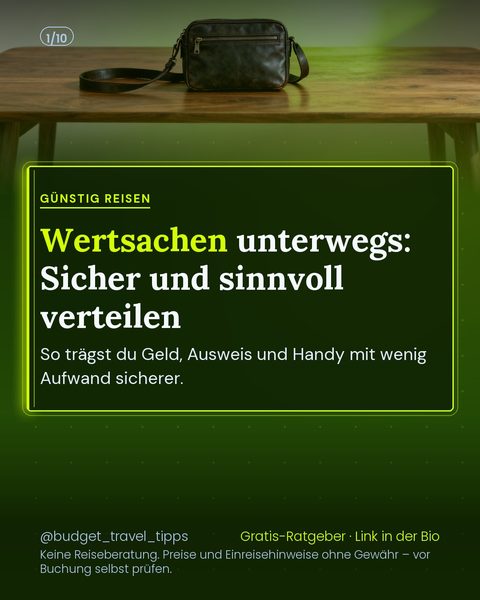 1/10
GÜNSTIG REISEN
Wertsachen unterwegs:
Sicher und sinnvoll
verteilen
So trägst du Geld, Ausweis und Handy mit wenig
Aufwand sicherer.
@budget_travel_tipps
Gratis-Ratgeber · Link in der Bio
Keine Reiseberatung. Preise und Einreisehinweise ohne Gewähr – vor
Buchung selbst prüfen.